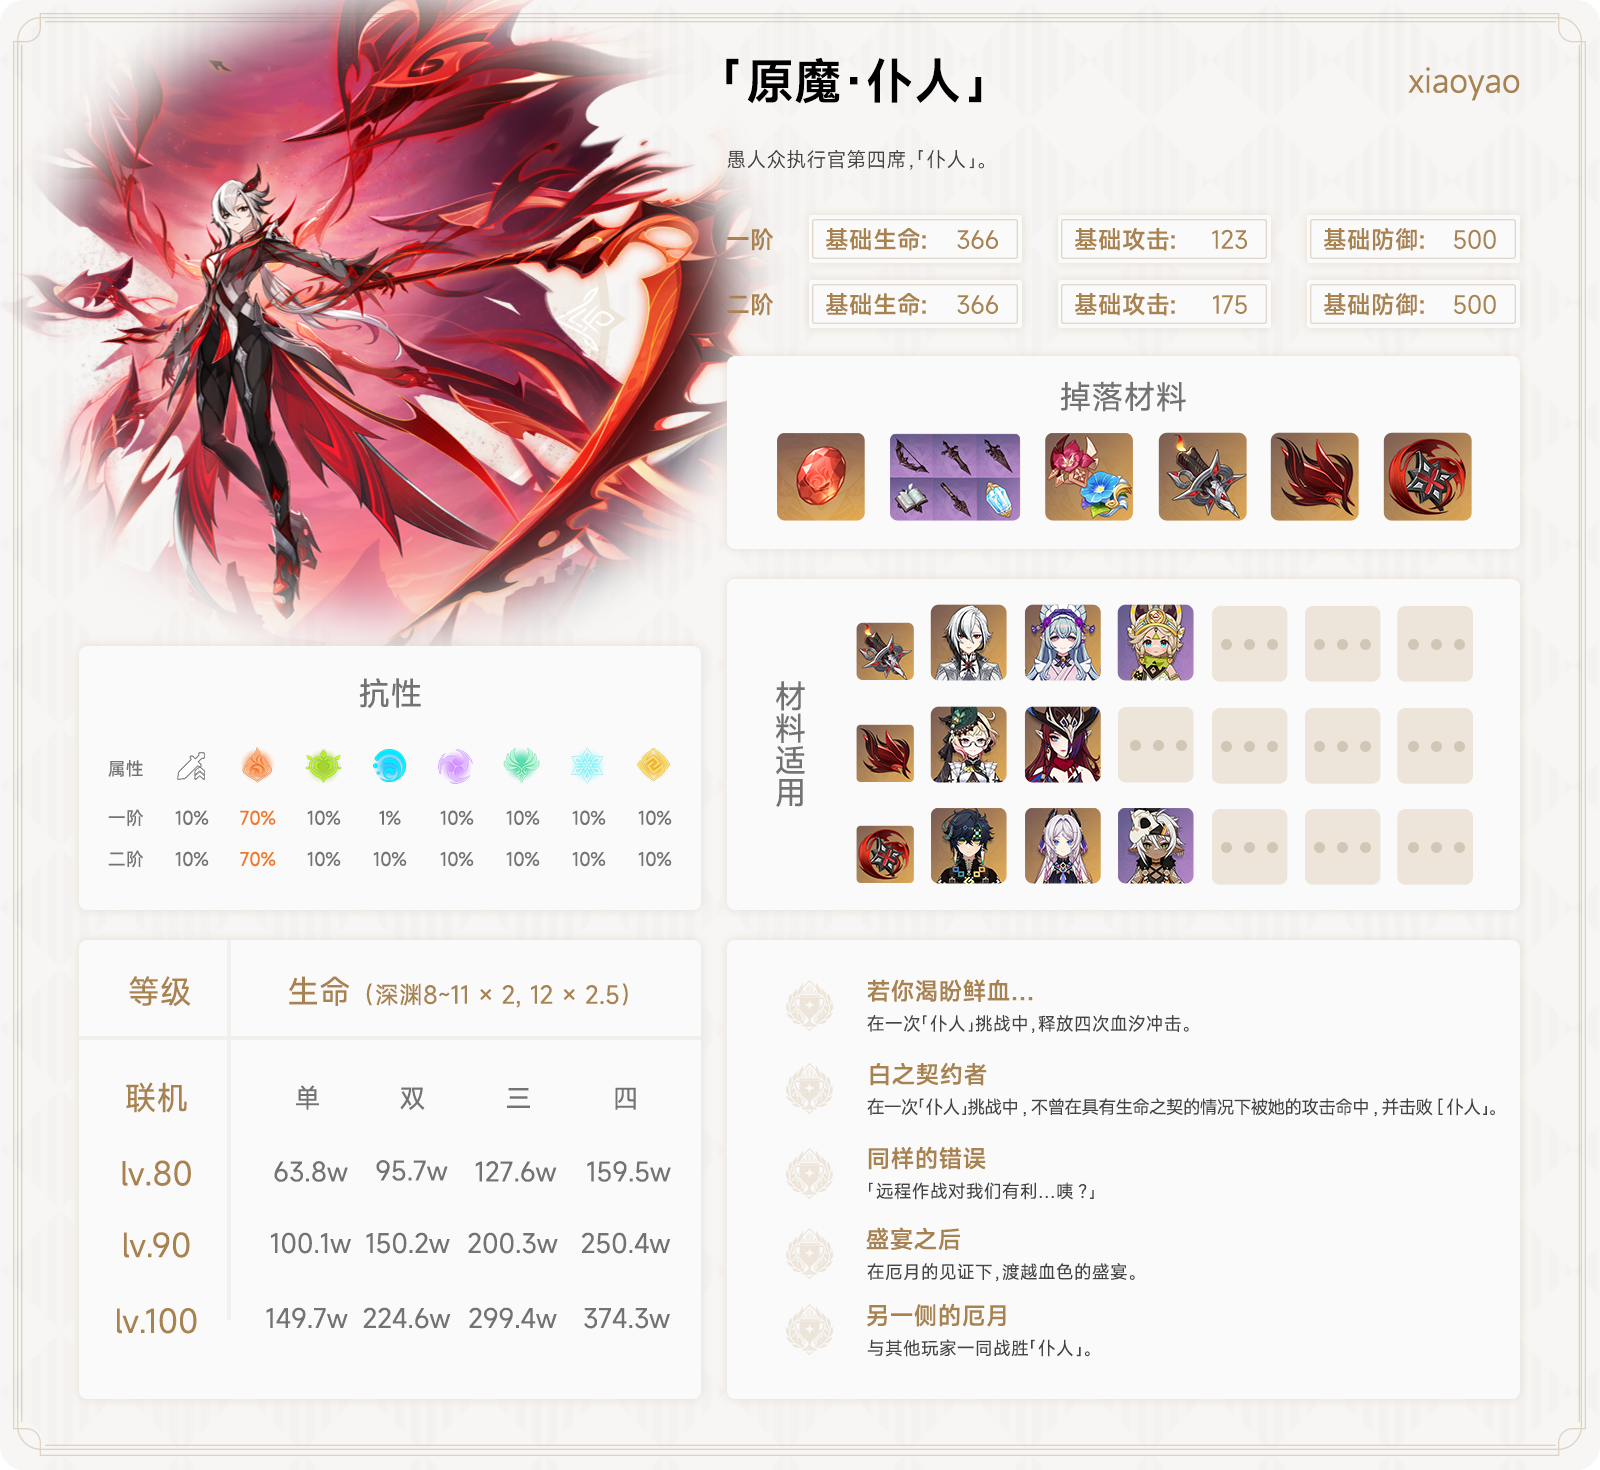 「原魔·仆人」
xiaoyao
愚人众执行官第四席,「仆人」。
一阶 基础生命: 366 基础攻击: 123 基础防御: 500
二阶 基础生命: 366 基础攻击: 175 基础防御: 500
掉落材料
材料适用
抗性
属性
一阶 10% 70% 10% 1% 10% 10% 10% 10%
二阶 10% 70% 10% 10% 10% 10% 10% 10%
等级 生命 (深渊8~11 × 2, 12 × 2.5)
联机 单 双 三 四
lv.80 63.8w 95.7w 127.6w 159.5w
lv.90 100.1w 150.2w 200.3w 250.4w
lv.100 149.7w 224.6w 299.4w 374.3w
若你渴盼鲜血...
在一次「仆人」挑战中,释放四次血汐冲击。
白之契约者
在一次「仆人」挑战中,不曾在具有生命之契的情况下被她的攻击命中,并击败[仆人」。
同样的错误
「远程作战对我们有利...咦?」
盛宴之后
在厄月的见证下,渡越血色的盛宴。
另一侧的厄月
与其他玩家一同战胜「仆人」。